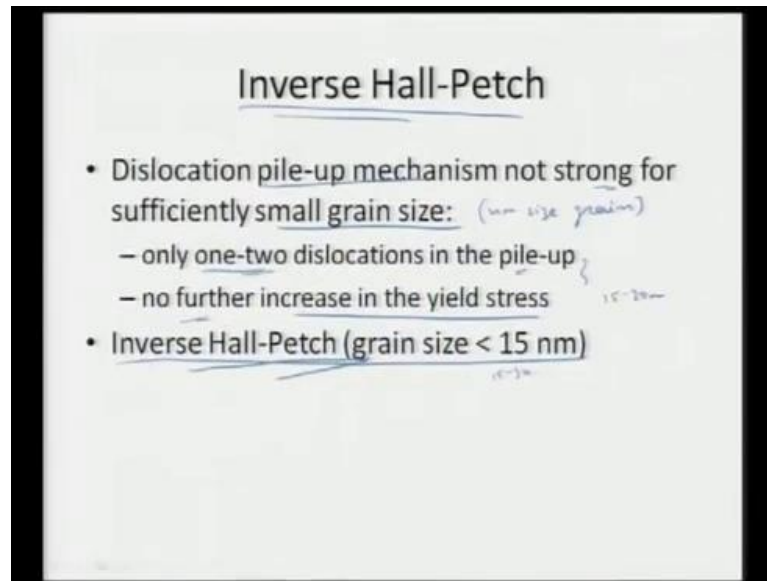 Inverse Hall-Petch
• Dislocation pile-up mechanism not strong for
sufficiently small grain size: (nm size grains)
– only one-two dislocations in the pile-up
– no further increase in the yield stress
• Inverse Hall-Petch (grain size < 15 nm)